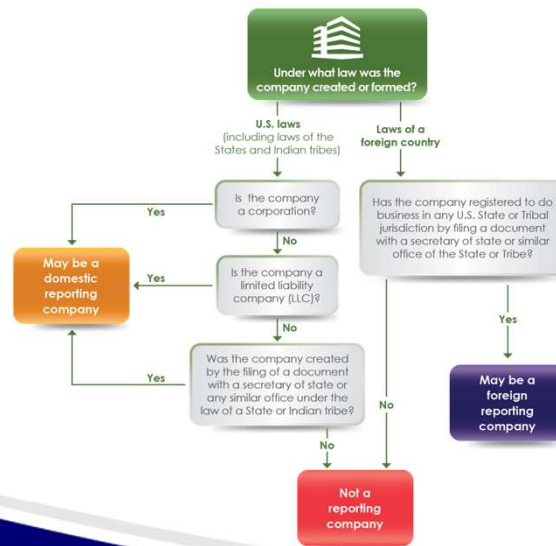 Under what law was the
company created or formed?
U.S. laws
(including laws of the
States and Indian tribes)
Laws of a
foreign country
Is the company
a corporation?
Yes
No
Has the company registered to do
business in any U.S. State or Tribal
jurisdiction by filing a document
with a secretary of state or similar
office of the State or Tribe?
May be a
domestic
reporting
company
Yes
Is the company a
limited liability
company (LLC)?
No
Yes
Was the company created
by the filing of a document
with a secretary of state or
any similar office under the
law of a State or Indian tribe?
Yes
May be a
foreign
reporting
company
No
No
Not a
reporting
company